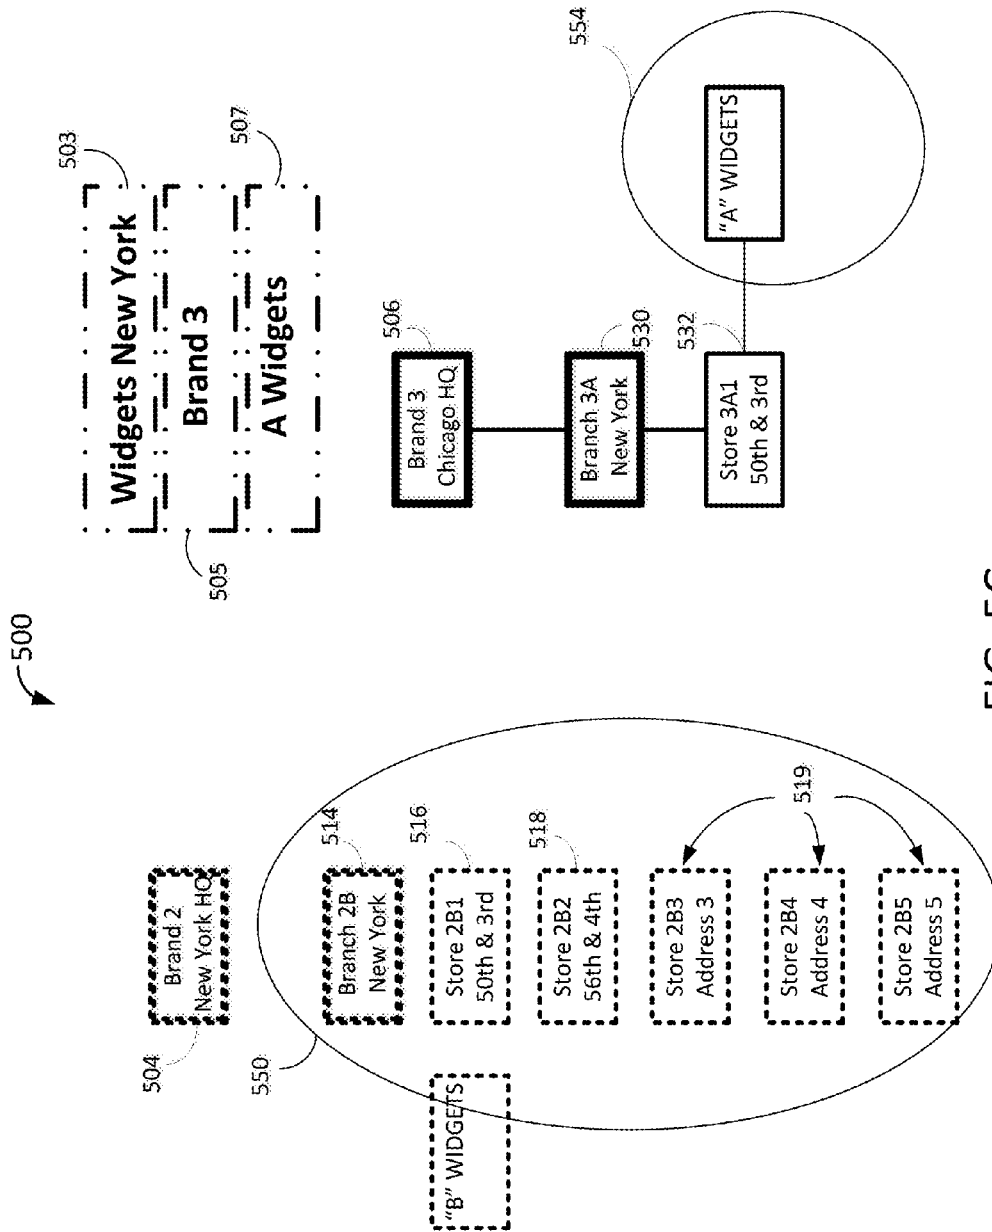 500
503
Widgets New York
505
Brand 3
507
A Widgets
504
Brand 2
New York HQ
550
514
Branch 2B
New York
"B" WIDGETS
516
Store 2B1
50th & 3rd
518
Store 2B2
56th & 4th
Store 2B3
Address 3
519
Store 2B4
Address 4
Store 2B5
Address 5
506
Brand 3
Chicago HQ
530
Branch 3A
New York
532
Store 3A1
50th & 3rd
554
"A" WIDGETS